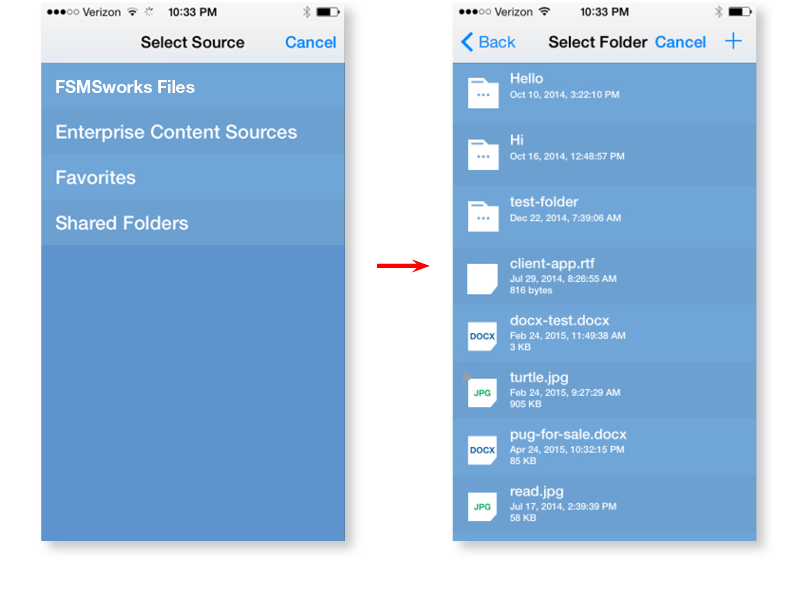 Verizon 10:33 PM
Select Source Cancel
FSMSworks Files
Enterprise Content Sources
Favorites
Shared Folders
Verizon 10:33 PM
Back Select Folder Cancel +
Hello
Oct 10, 2014, 3:22:10 PM
Hi
Oct 16, 2014, 12:48:57 PM
test-folder
Dec 22, 2014, 7:39:06 AM
client-app.rtf
Jul 29, 2014, 8:26:55 AM
816 bytes
DOCX
docx-test.docx
Feb 24, 2015, 11:49:38 AM
3 KB
JPG
turtle.jpg
Feb 24, 2015, 9:27:29 AM
905 KB
DOCX
pug-for-sale.docx
Apr 24, 2015, 10:32:15 PM
85 KB
JPG
read.jpg
Jul 17, 2014, 2:39:39 PM
58 KB